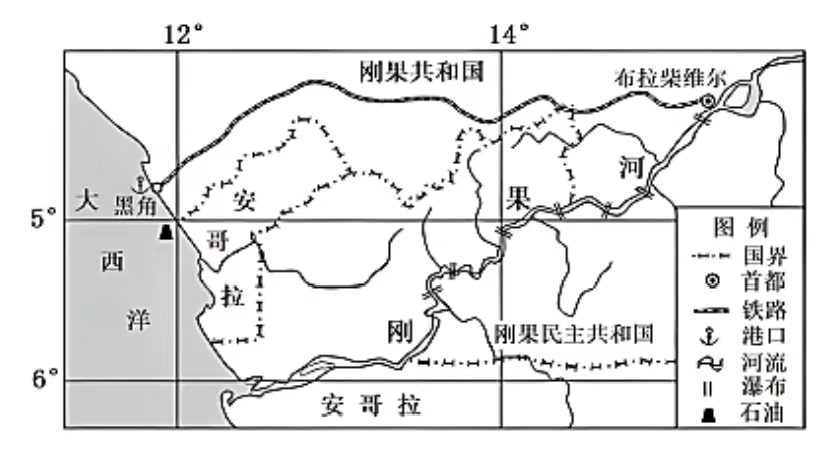 12°
14°
刚果共和国
布拉柴维尔
河
大
黑角
安
果
5°
哥
西
拉
洋
刚
刚果民主共和国
6°
安哥拉
图例
国界
首都
铁路
港口
河流
瀑布
石油